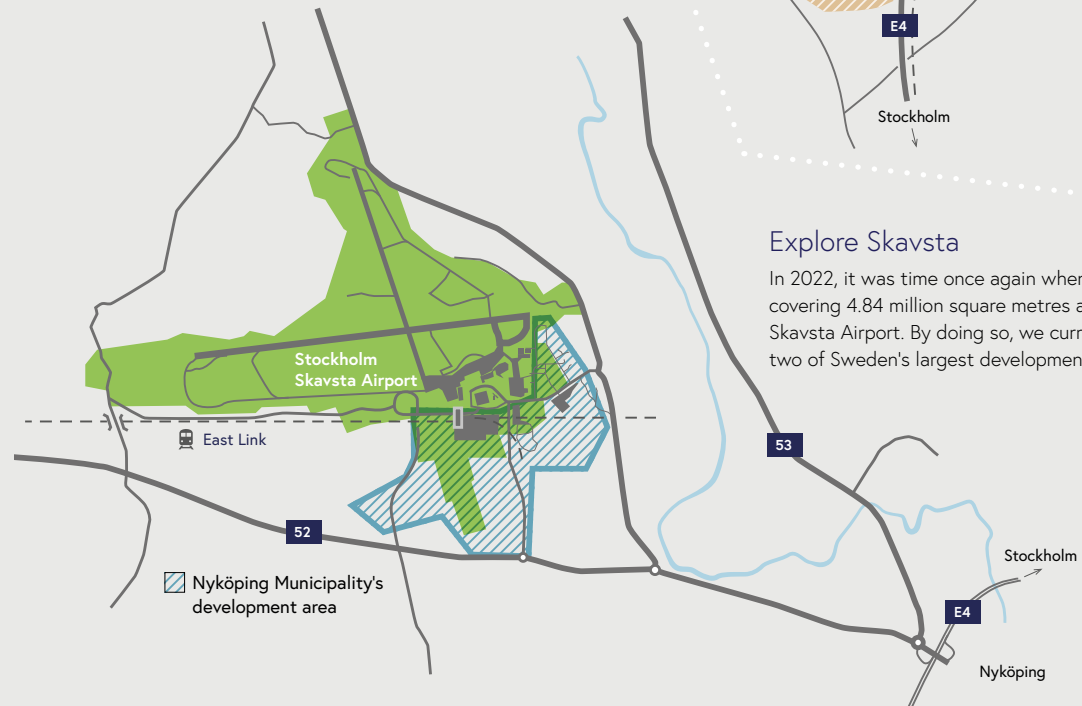 E4
Stockholm
Explore Skavsta
In 2022, it was time once again when
covering 4.84 million square metres a
Skavsta Airport. By doing so, we curr
two of Sweden's largest developmen
Stockholm
Skavsta Airport
East Link
53
52
Nyköping Municipality's
development area
Stockholm
E4
Nyköping